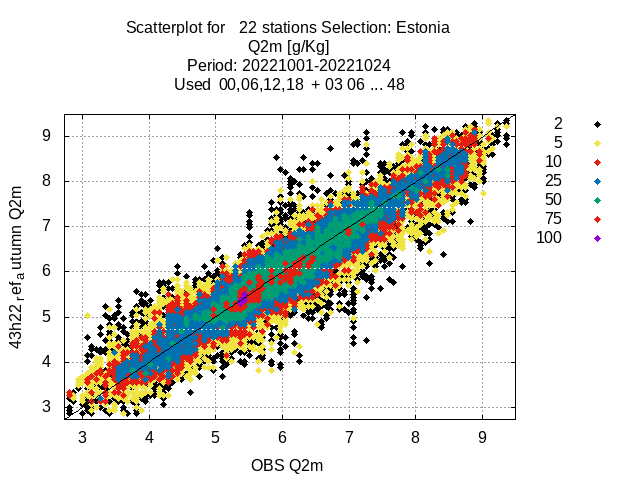 Scatterplot for 22 stations Selection: Estonia
Q2m [g/Kg]
Period: 20221001-20221024
Used 00,06,12,18 + 03 06 ... 48
2
5
10
25
50
75
100
9
8
7
6
5
4
3
3 4 5 6 7 8 9
43h22 ref a utumn Q2m
OBS Q2m